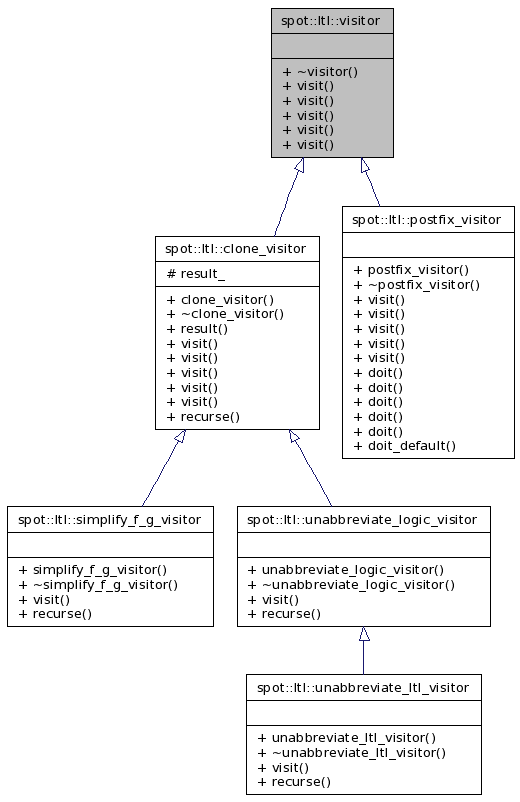 spot::ltl::visitor
+ ~visitor()
+ visit()
+ visit()
+ visit()
+ visit()
+ visit()
spot::ltl::clone_visitor
# result_
+ clone_visitor()
+ ~clone_visitor()
+ result()
+ visit()
+ visit()
+ visit()
+ visit()
+ visit()
+ recurse()
spot::ltl::postfix_visitor
+ postfix_visitor()
+ ~postfix_visitor()
+ visit()
+ visit()
+ visit()
+ visit()
+ visit()
+ doit()
+ doit()
+ doit()
+ doit()
+ doit()
+ doit_default()
spot::ltl::simplify_f_g_visitor
+ simplify_f_g_visitor()
+ ~simplify_f_g_visitor()
+ visit()
+ recurse()
spot::ltl::unabbreviate_logic_visitor
+ unabbreviate_logic_visitor()
+ ~unabbreviate_logic_visitor()
+ visit()
+ recurse()
spot::ltl::unabbreviate_ltl_visitor
+ unabbreviate_ltl_visitor()
+ ~unabbreviate_ltl_visitor()
+ visit()
+ recurse()